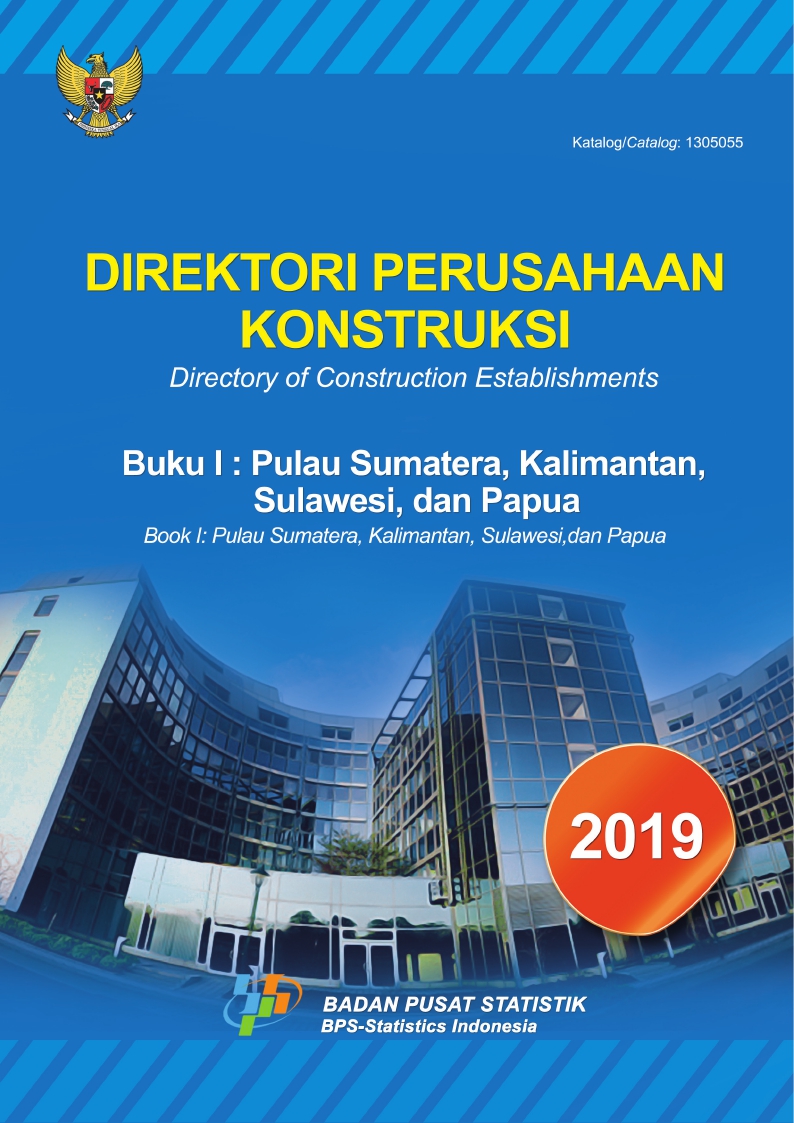 Katalog/Catalog: 1305055
DIREKTORI PERUSAHAAN
KONSTRUKSI
Directory of Construction Establishments
Buku I : Pulau Sumatera, Kalimantan,
Sulawesi, dan Papua
Book I: Pulau Sumatera, Kalimantan, Sulawesi,dan Papua
2019
BADAN PUSAT STATISTIK
BPS-Statistics Indonesia